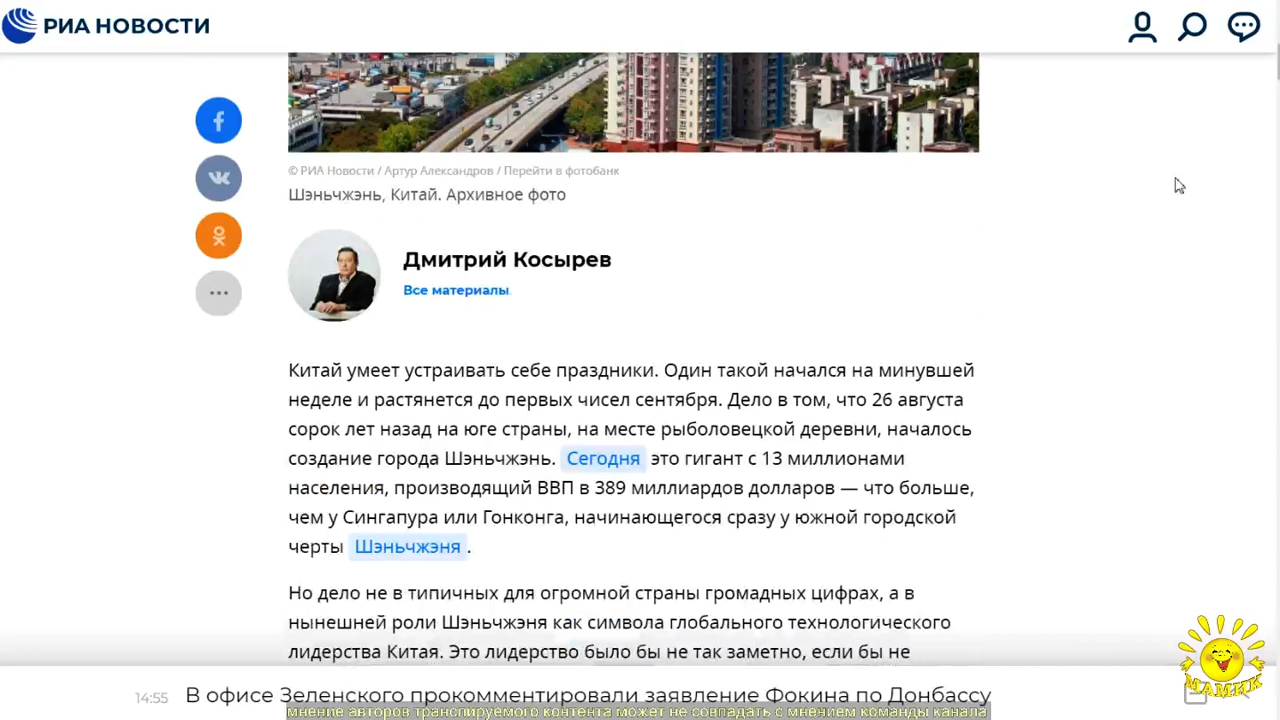 РИА НОВОСТИ
© РИА Новости / Артур Александров / Перейти в фотобанк
Шэньчжэнь, Китай. Архивное фото
Дмитрий Косырев
Все материалы
Китай умеет устраивать себе праздники. Один такой начался на минувшей
неделе и растянется до первых чисел сентября. Дело в том, что 26 августа
сорок лет назад на юге страны, на месте рыболовецкой деревни, началось
создание города Шэньчжэнь. Сегодня это гигант с 13 миллионами
населения, производящий ВВП в 389 миллиардов долларов — что больше,
чем у Сингапура или Гонконга, начинающегося сразу у южной городской
черты Шэньчжэня.
Но дело не в типичных для огромной страны громадных цифрах, а в
нынешней роли Шэньчжэня как символа глобального технологического
лидерства Китая. Это лидерство было бы не так заметно, если бы не
14:55 В офисе Зеленского прокомментировали заявление Фокина по Донбассу
мнение авторов транслируемого контента может не совпадать с мнением команды канала
МАМИК